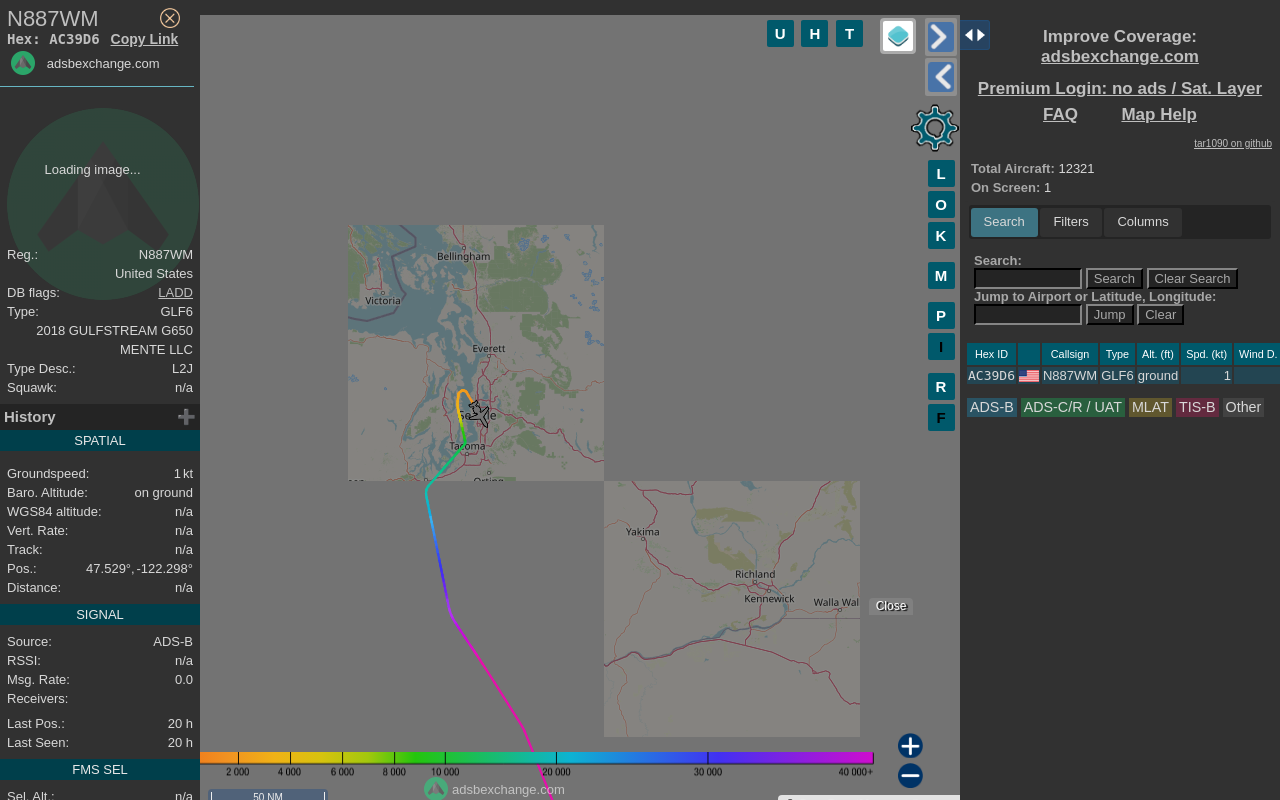 N887WM
Hex: AC39D6 Copy Link
adsbexchange.com
Loading image...
Reg.: N887WM
United States
DB flags: LADD
Type: GLF6
2018 GULFSTREAM G650
MENTE LLC
Type Desc.: L2J
Squawk: n/a
History
SPATIAL
Groundspeed: 1 kt
Baro. Altitude: on ground
WGS84 altitude: n/a
Vert. Rate: n/a
Track: n/a
Pos.: 47.529°, -122.298°
Distance: n/a
SIGNAL
Source: ADS-B
RSSI: n/a
Msg. Rate: 0.0
Receivers:
Last Pos.: 20 h
Last Seen: 20 h
FMS SEL
Sel. Alt.: n/a
U H T
L
O
K
M
P
I
R
F
Bellingham
Victoria
Everett
Tacoma
Yakima
Richland
Kennewick
Walla Wal
Close
2 000 4 000 6 000 8 000 10 000 20 000 30 000 40 000+
adsbexchange.com
50 NM
Improve Coverage:
adsbexchange.com
Premium Login: no ads / Sat. Layer
FAQ Map Help
tar1090 on github
Total Aircraft: 12321
On Screen: 1
Search Filters Columns
Search:
Search Clear Search
Jump to Airport or Latitude, Longitude:
Jump Clear
Hex ID Callsign Type Alt. (ft) Spd. (kt) Wind D.
AC39D6 N887WM GLF6 ground 1
ADS-B ADS-C/R / UAT MLAT TIS-B Other